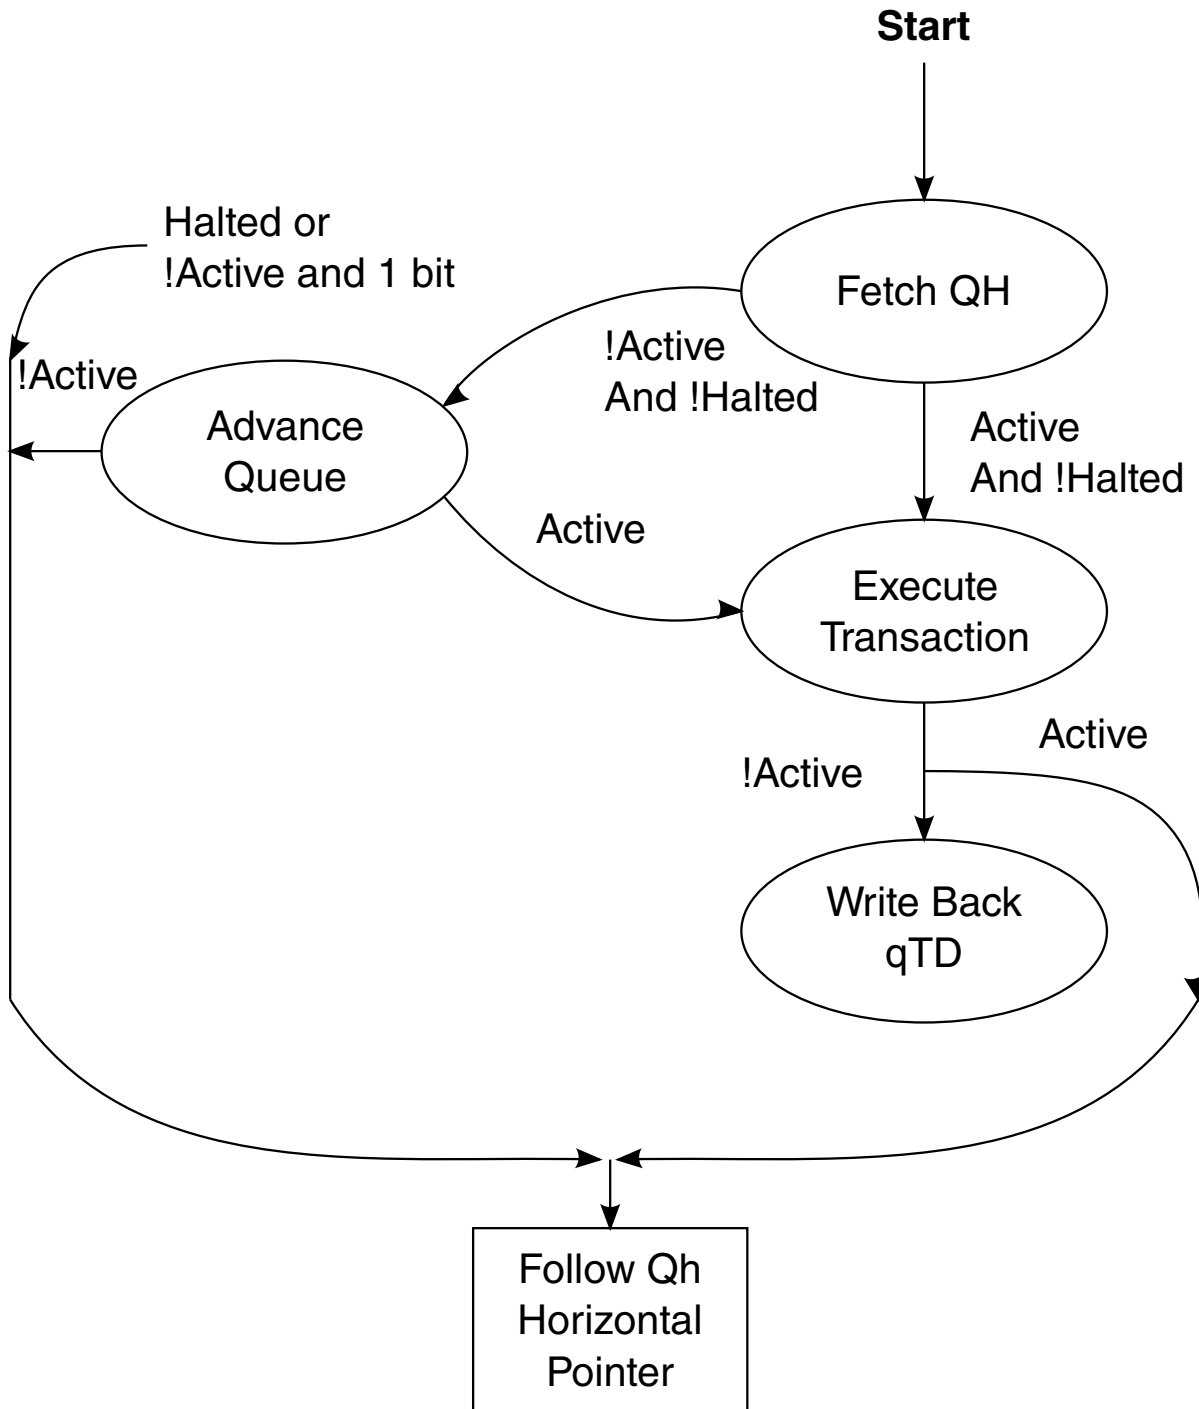 Start
Halted or
!Active and 1 bit
Fetch QH
!Active
And !Halted
!Active
Advance
Queue
Active
And !Halted
Active
Execute
Transaction
Active
!Active
Write Back
qTD
Follow Qh
Horizontal
Pointer